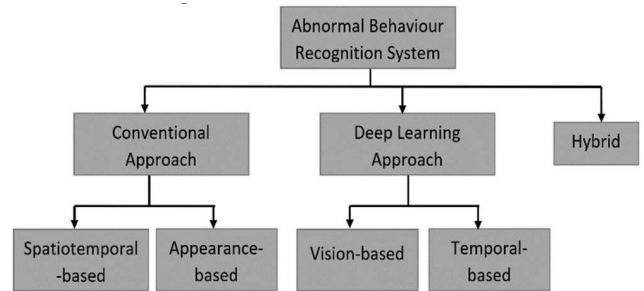 Abnormal Behaviour
Recognition System
Conventional
Approach
Deep Learning
Approach
Hybrid
Spatiotemporal
-based
Appearance-
based
Vision-based
Temporal-
based